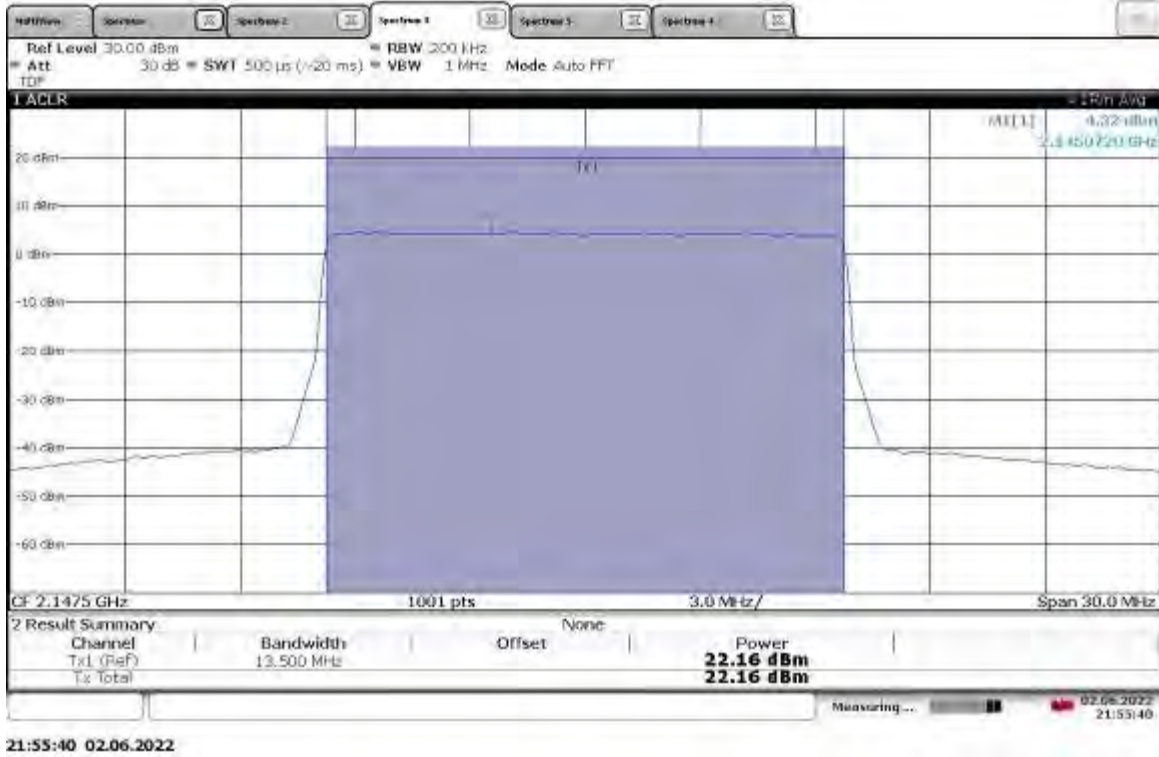 MultiView Spectrum Spectrum 2 Spectrum 3 Spectrum 5 Spectrum 4
Ref Level 30.00 dBm RBW 200 kHz
Att 30 dB SWT 500 µs (~20 ms) VBW 1 MHz Mode Auto FFT
TDF
1 ACLR 1Rm Avg
M1[1] 4.32 dBm
2.1450720 GHz
20 dBm
Tx1
10 dBm
0 dBm
-10 dBm
-20 dBm
-30 dBm
-40 dBm
-50 dBm
-60 dBm
CF 2.1475 GHz 1001 pts 3.0 MHz/ Span 30.0 MHz
2 Result Summary None
Channel Bandwidth Offset Power
Tx1 (Ref) 13.500 MHz 22.16 dBm
Tx Total 22.16 dBm
Measuring... 02.06.2022
21:55:40
21:55:40 02.06.2022